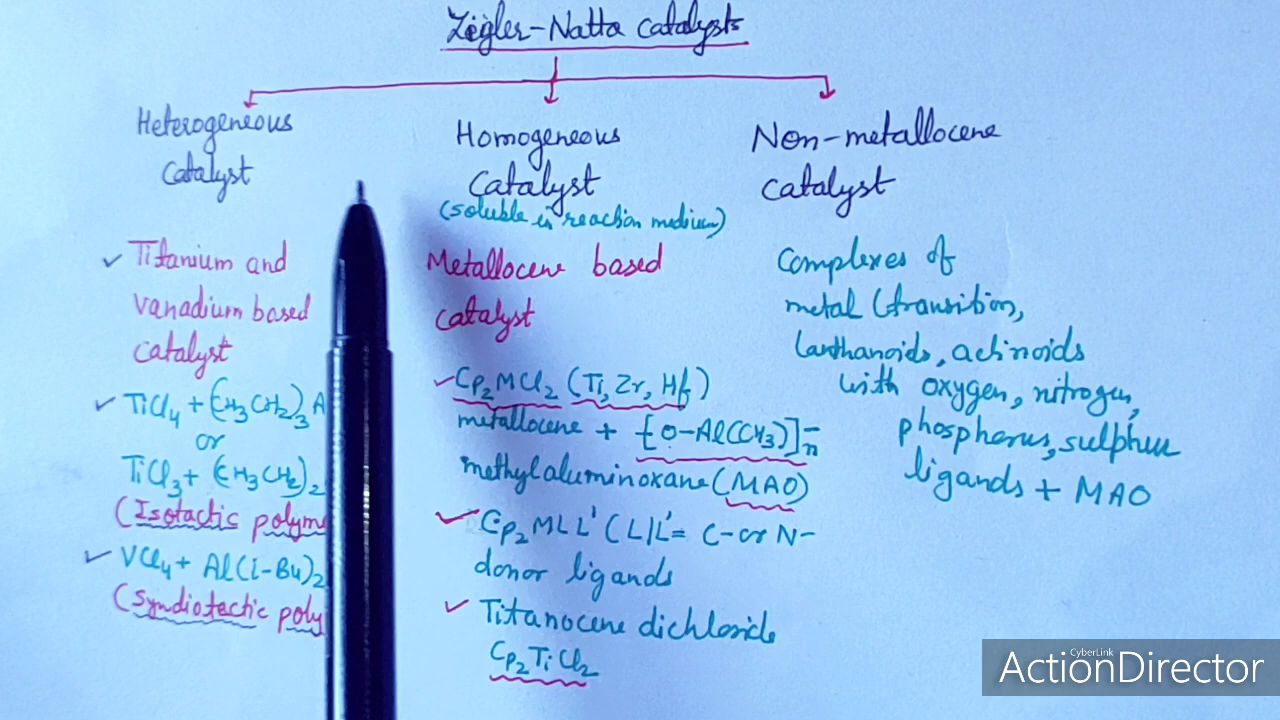 Ziegler-Natta Catalysts
Heterogeneous
Catalyst
Titanium and
vanadium based
catalyst
TiCl4 + (CH3CH2)3 A
or
TiCl3 + (CH3CH2)2
(Isotactic polyme
VCl4 + Al(i-Bu)2
(Syndiotactic poly
Homogeneous
Catalyst
(soluble in reaction medium)
Metallocene based
catalyst
Cp2MCl2 (Ti, Zr, Hf)
metallocene + -[O-Al(CH3)]-n
methylaluminoxane (MAO)
Cp2MLL' (L/L'= C- or N-
donor ligands
Titanocene dichloride
Cp2TiCl2
Non-metallocene
catalyst
Complexes of
metal (transition,
lanthanoids, actinoids
with oxygen, nitrogen,
phosphorus, sulphur
ligands + MAO
CyberLink
ActionDirector